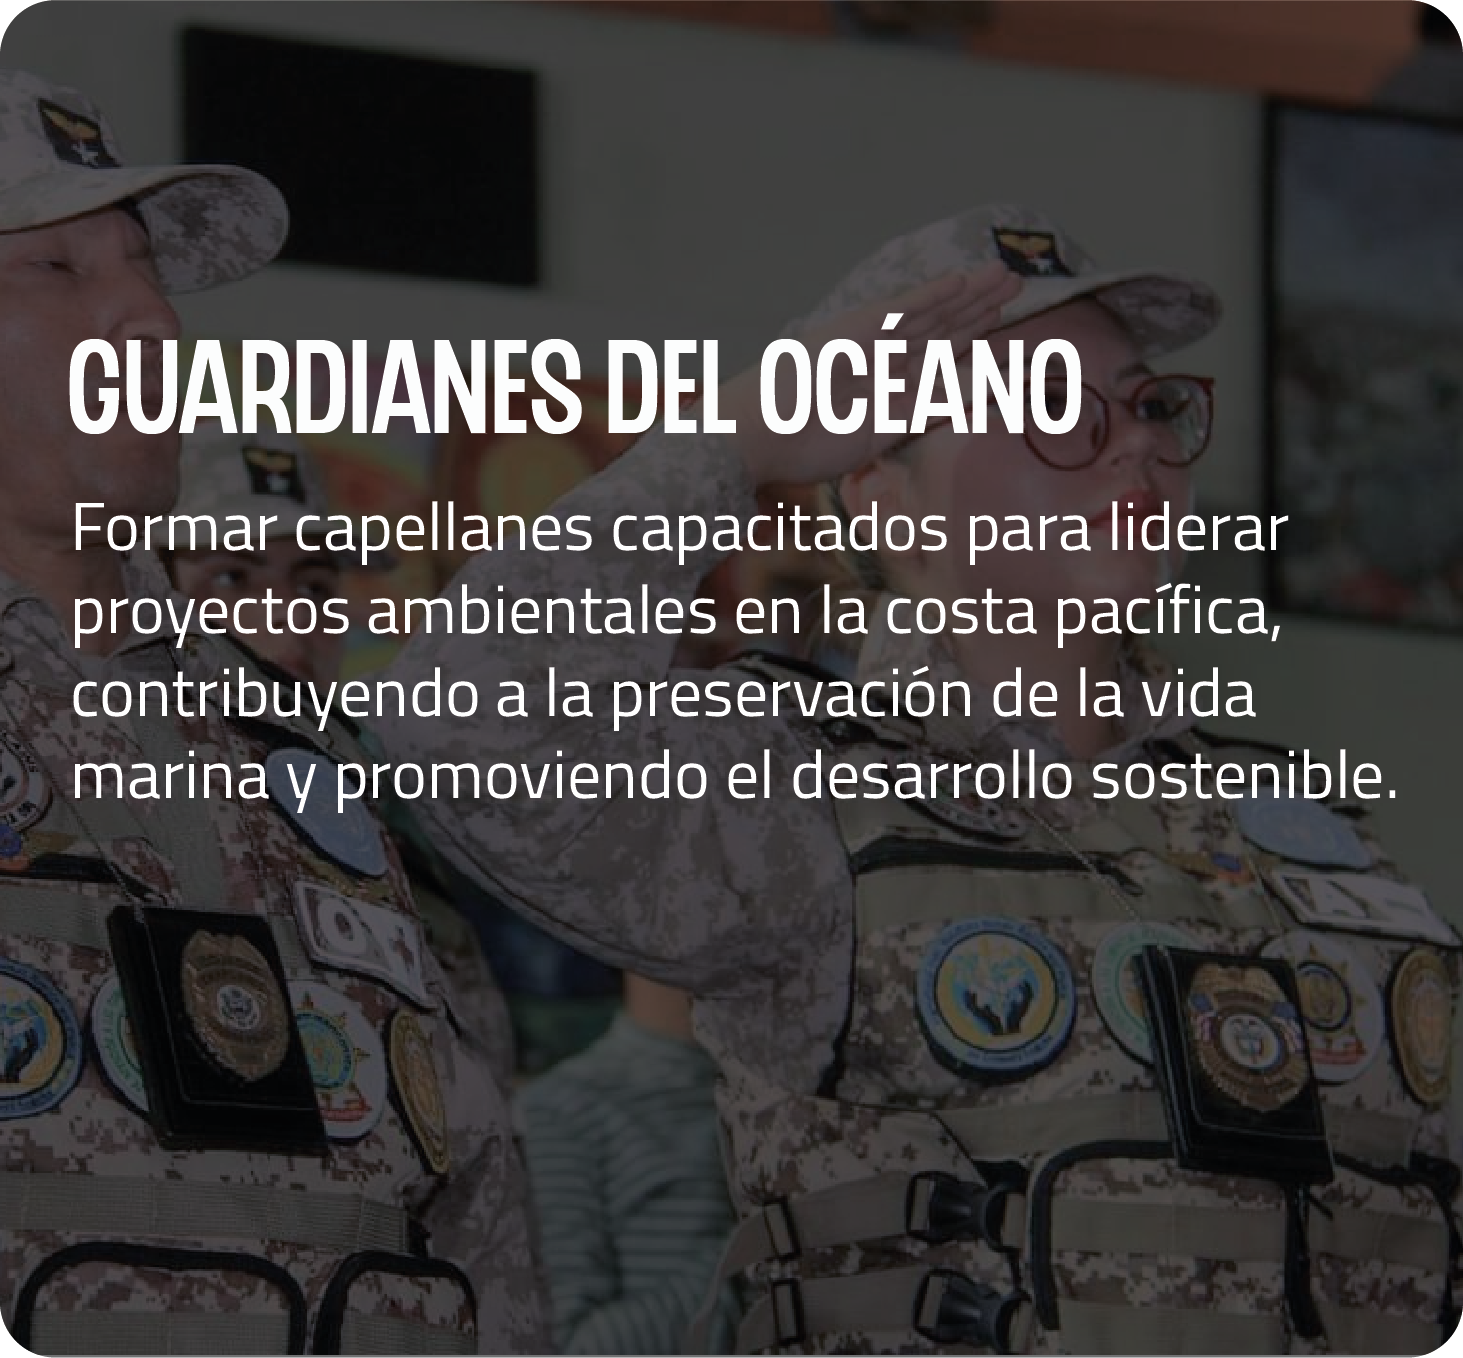 GUARDIANES DEL OCÉANO
Formar capellanes capacitados para liderar
proyectos ambientales en la costa pacífica,
contribuyendo a la preservación de la vida
marina y promoviendo el desarrollo sostenible.